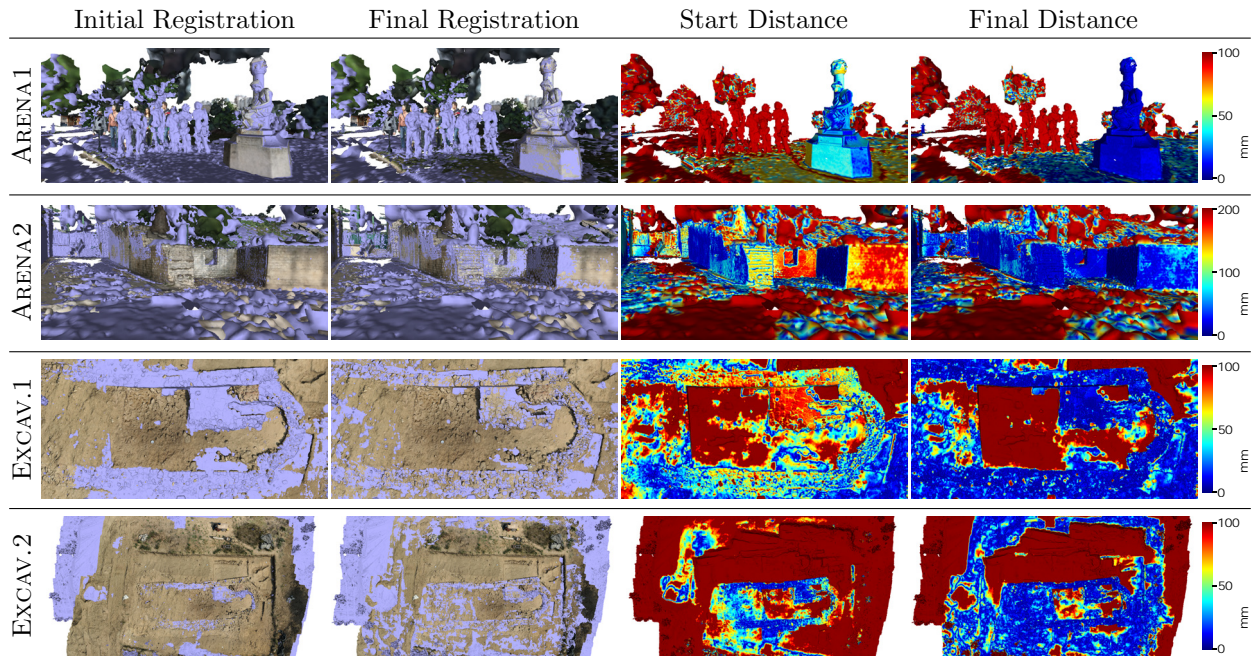 Initial Registration Final Registration Start Distance Final Distance
ARENA1
100
50
0
mm
ARENA2
200
100
0
mm
EXCAV.1
100
50
0
mm
EXCAV.2
100
50
0
mm